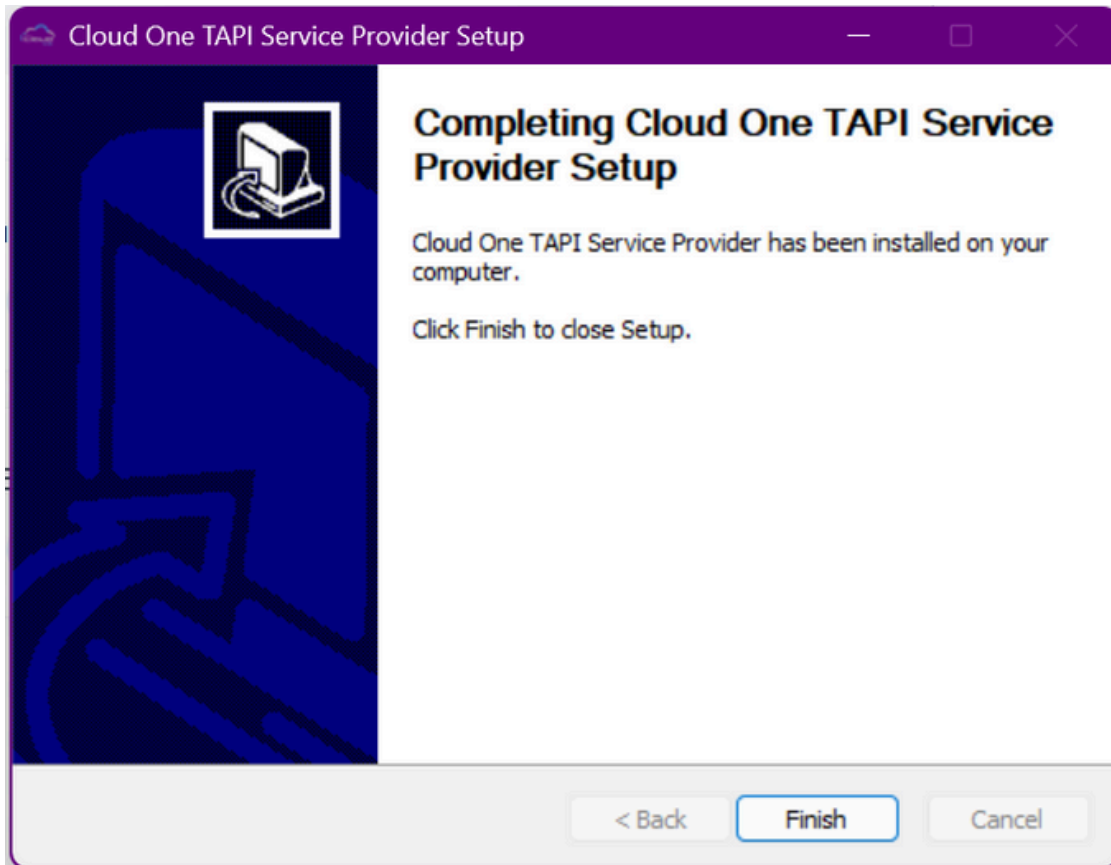 Cloud One TAPI Service Provider Setup
Completing Cloud One TAPI Service
Provider Setup
Cloud One TAPI Service Provider has been installed on your
computer.
Click Finish to close Setup.
< Back
Finish
Cancel